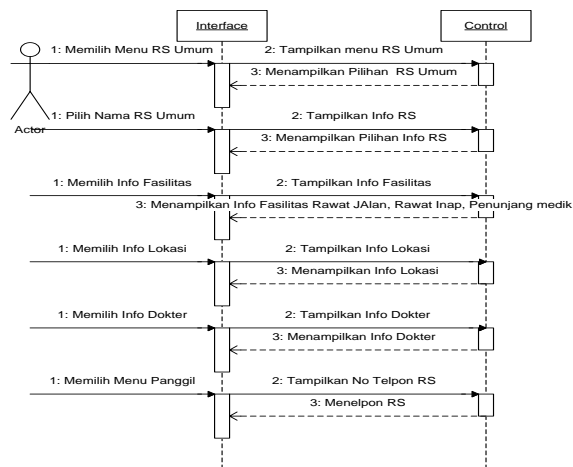 Interface
Control
1: Memilih Menu RS Umum
2: Tampilkan menu RS Umum
3: Menampilkan Pilihan RS Umum
Actor
1: Pilih Nama RS Umum
2: Tampilkan Info RS
3: Menampilkan Pilihan Info RS
1: Memilih Info Fasilitas
2: Tampilkan Info Fasilitas
3: Menampilkan Info Fasilitas Rawat JAlan, Rawat Inap, Penunjang medik
1: Memilih Info Lokasi
2: Tampilkan Info Lokasi
3: Menampilkan Info Lokasi
1: Memilih Info Dokter
2: Tampilkan Info Dokter
3: Menampilkan Info Dokter
1: Memilih Menu Panggil
2: Tampilkan No Telpon RS
3: Menelpon RS